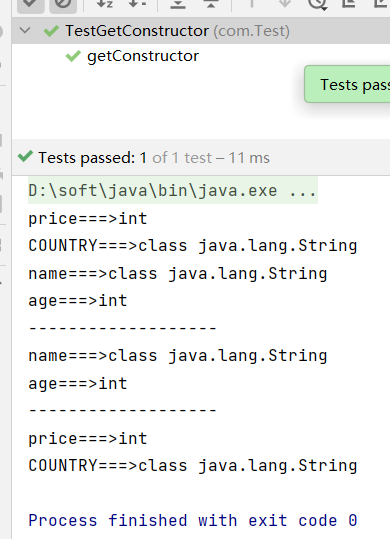 TestGetConstructor (com.Test)
getConstructor
Tests pass
Tests passed: 1 of 1 test – 11 ms
D:\soft\java\bin\java.exe ...
price===>int
COUNTRY===>class java.lang.String
name===>class java.lang.String
age===>int
-------------------
name===>class java.lang.String
age===>int
-------------------
price===>int
COUNTRY===>class java.lang.String
Process finished with exit code 0